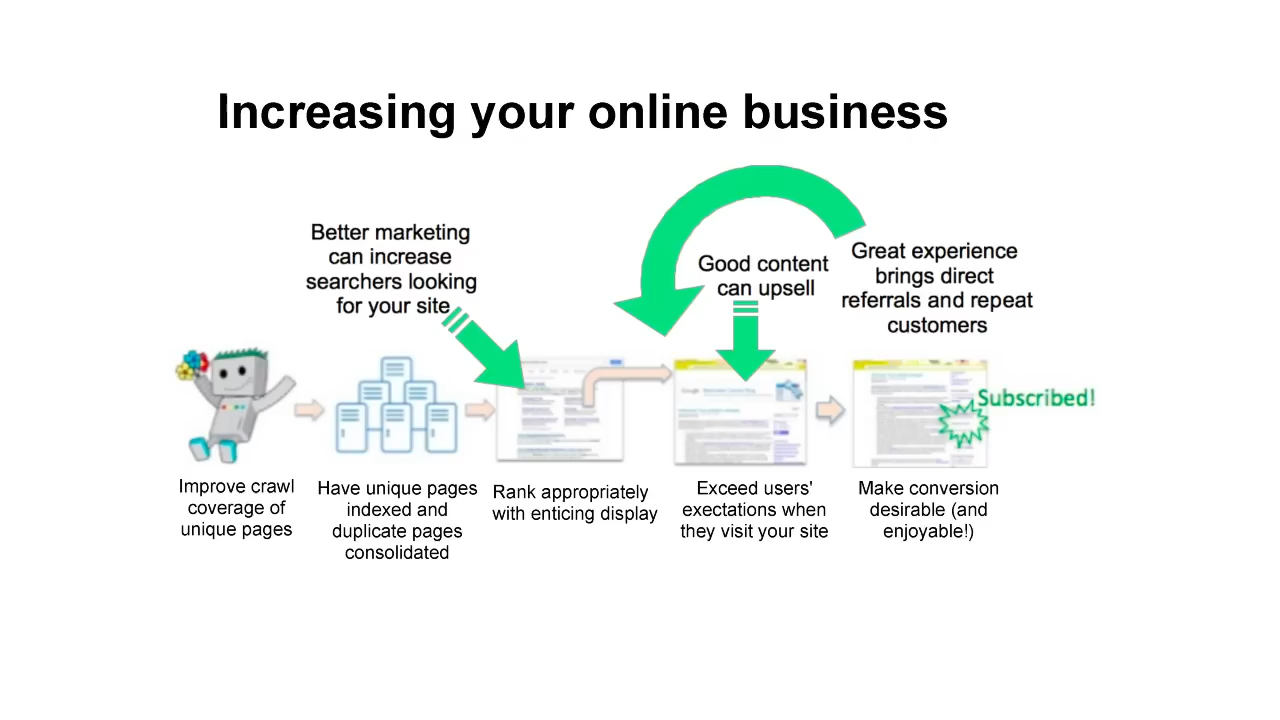 Increasing your online business
Better marketing
can increase
searchers looking
for your site
Good content
can upsell
Great experience
brings direct
referrals and repeat
customers
Subscribed!
Improve crawl
coverage of
unique pages
Have unique pages
indexed and
duplicate pages
consolidated
Rank appropriately
with enticing display
Exceed users'
exectations when
they visit your site
Make conversion
desirable (and
enjoyable!)